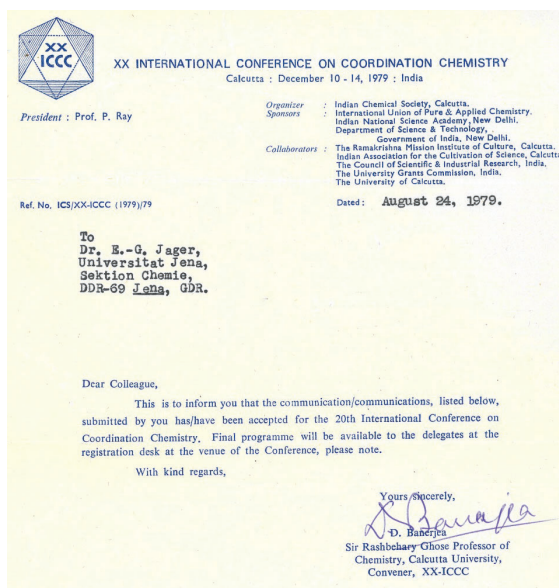 XX
ICCC
XX INTERNATIONAL CONFERENCE ON COORDINATION CHEMISTRY
Calcutta : December 10 - 14, 1979 : India
President : Prof. P. Ray
Organizer : Indian Chemical Society, Calcutta.
Sponsors : International Union of Pure & Applied Chemistry.
Indian National Science Academy, New Delhi.
Department of Science & Technology,
Government of India, New Delhi.
Collaborators : The Ramakrishna Mission Institute of Culture, Calcutta.
Indian Association for the Cultivation of Science, Calcutt
The Council of Scientific & Industrial Research, India.
The University Grants Commission, India.
The University of Calcutta.
Ref. No. ICS/XX-ICCC (1979)/79
Dated : August 24, 1979.
To
Dr. E.-G. Jager,
Universitat Jena,
Sektion Chemie,
DDR-69 Jena, GDR.
Dear Colleague,
This is to inform you that the communication/communications, listed below,
submitted by you has/have been accepted for the 20th International Conference on
Coordination Chemistry. Final programme will be available to the delegates at the
registration desk at the venue of the Conference, please note.
With kind regards,
Yours sincerely,
D Banerjea
D. Banerjea
Sir Rashbehary Ghose Professor of
Chemistry, Calcutta University,
Convener, XX-ICCC